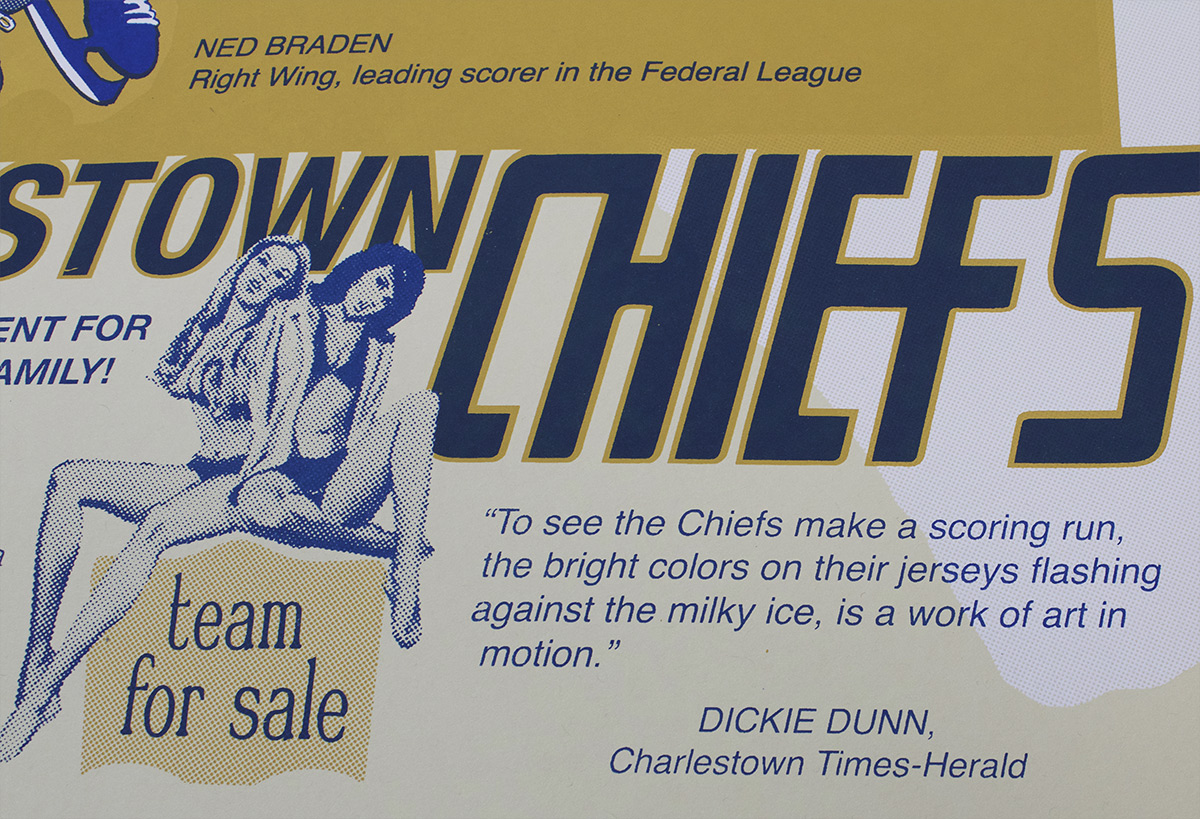 NED BRADEN
Right Wing, leading scorer in the Federal League
STOWN CHIEFS
ENT FOR
AMILY!
team
for sale
“To see the Chiefs make a scoring run,
the bright colors on their jerseys flashing
against the milky ice, is a work of art in
motion.”
DICKIE DUNN,
Charlestown Times-Herald